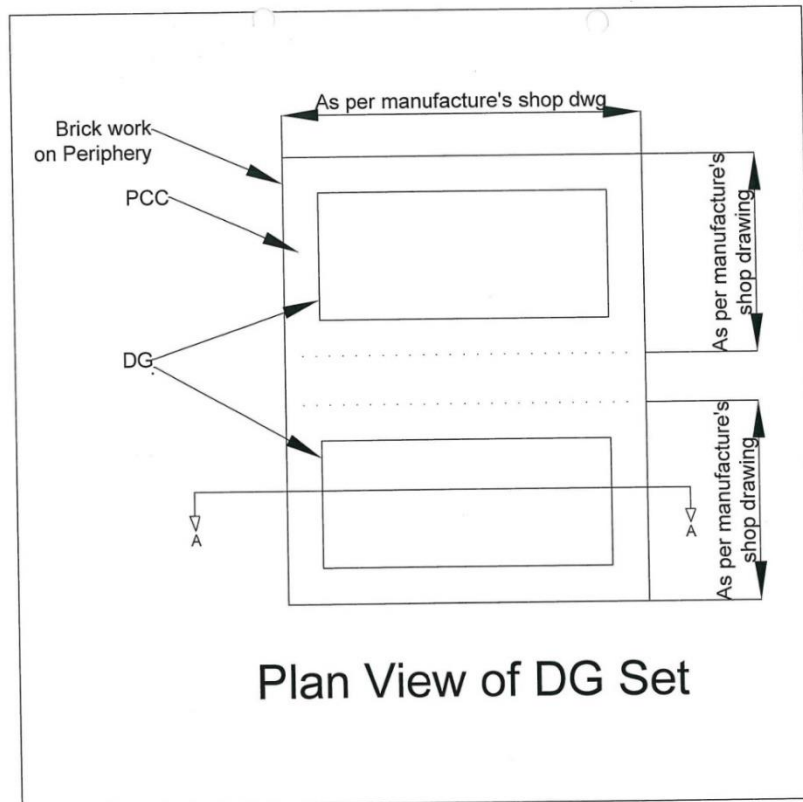 As per manufacture's shop dwg
Brick work
on Periphery
PCC
DG
As per manufacture's
shop drawing
As per manufacture's
shop drawing
A
A
Plan View of DG Set